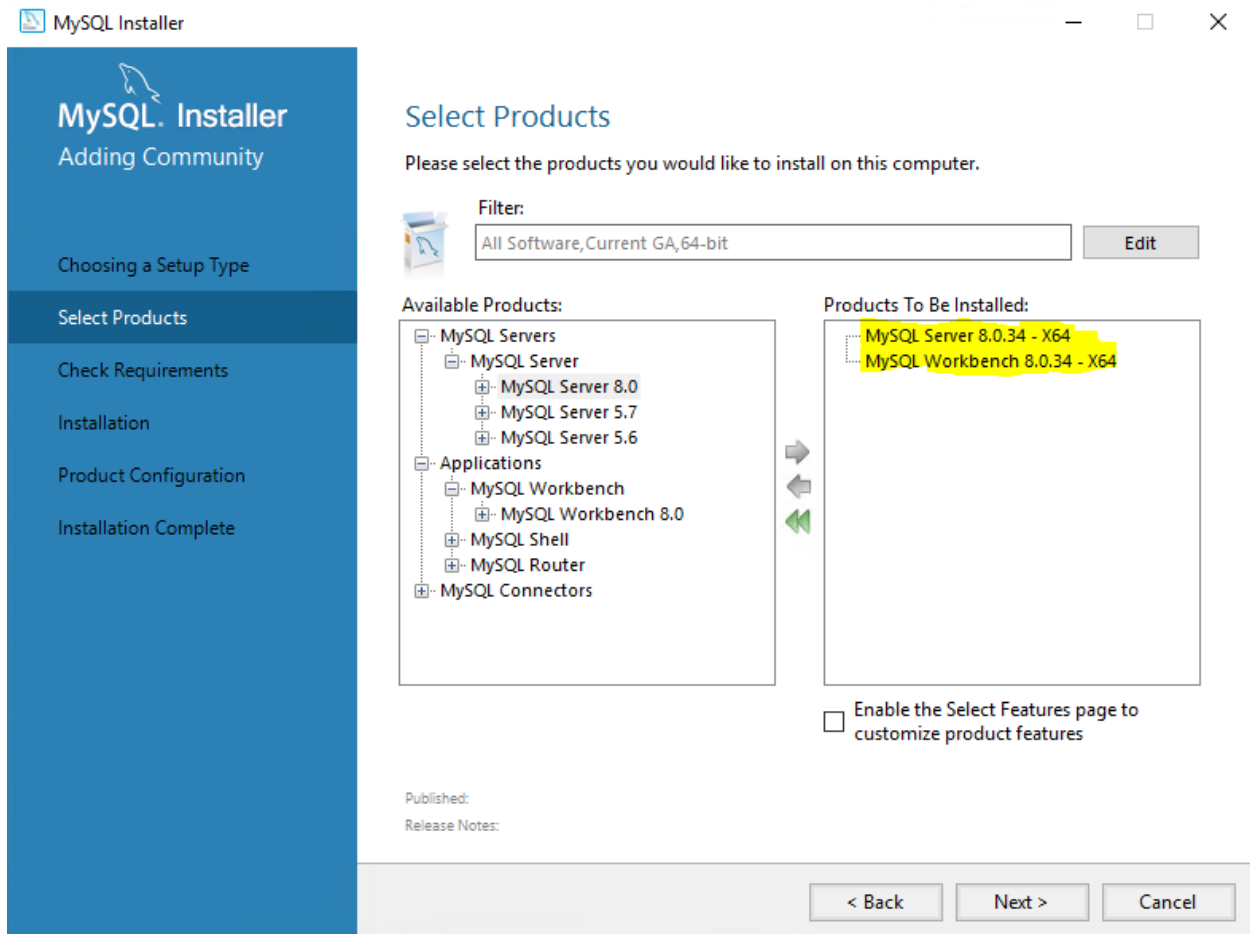 MySQL Installer
MySQL. Installer
Adding Community
Choosing a Setup Type
Select Products
Check Requirements
Installation
Product Configuration
Installation Complete
Select Products
Please select the products you would like to install on this computer.
Filter:
All Software,Current GA,64-bit
Edit
Available Products:
MySQL Servers
MySQL Server
MySQL Server 8.0
MySQL Server 5.7
MySQL Server 5.6
Applications
MySQL Workbench
MySQL Workbench 8.0
MySQL Shell
MySQL Router
MySQL Connectors
Products To Be Installed:
MySQL Server 8.0.34 - X64
MySQL Workbench 8.0.34 - X64
Enable the Select Features page to
customize product features
Published:
Release Notes:
< Back
Next >
Cancel